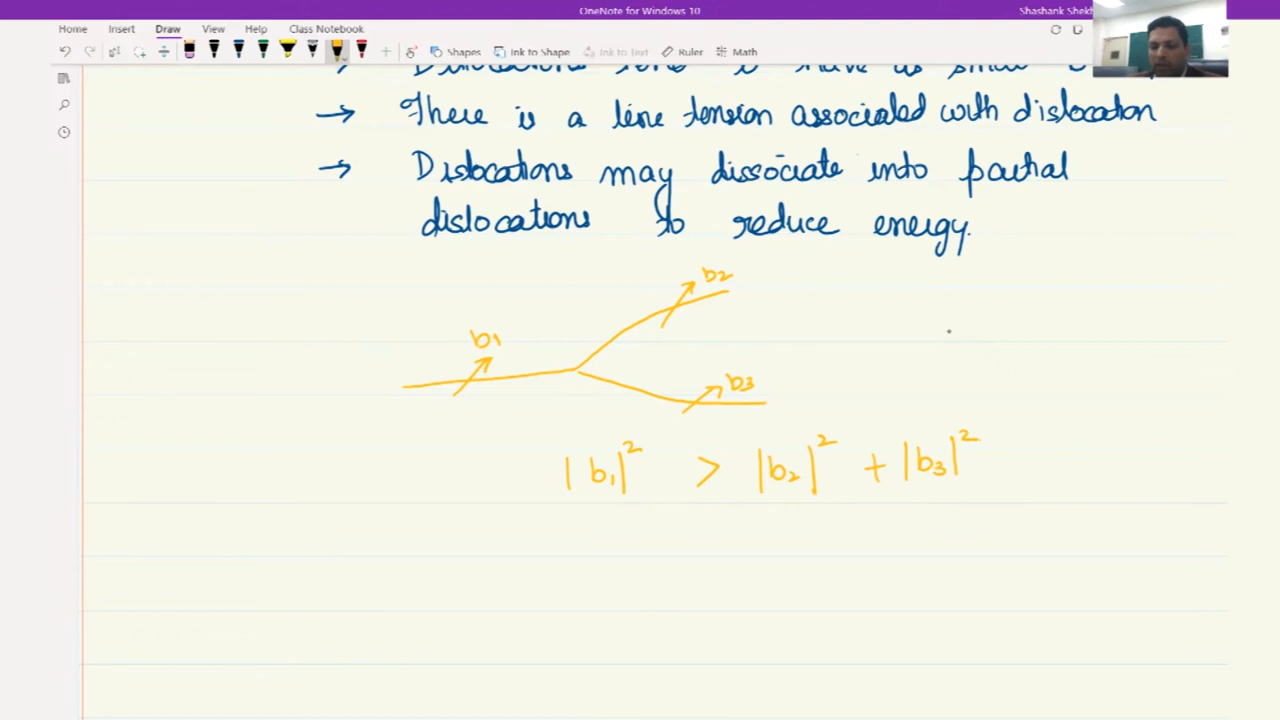 OneNote for Windows 10
Shashank Shekh
Home Insert Draw View Help Class Notebook
Shapes Ink to Shape Ink to Text Ruler Math
→ There is a line tension associated with dislocation
→ Dislocations may dissociate into partial
dislocations to reduce energy.
b2
b1
b3
|b₁|² > |b₂|² + |b₃|²